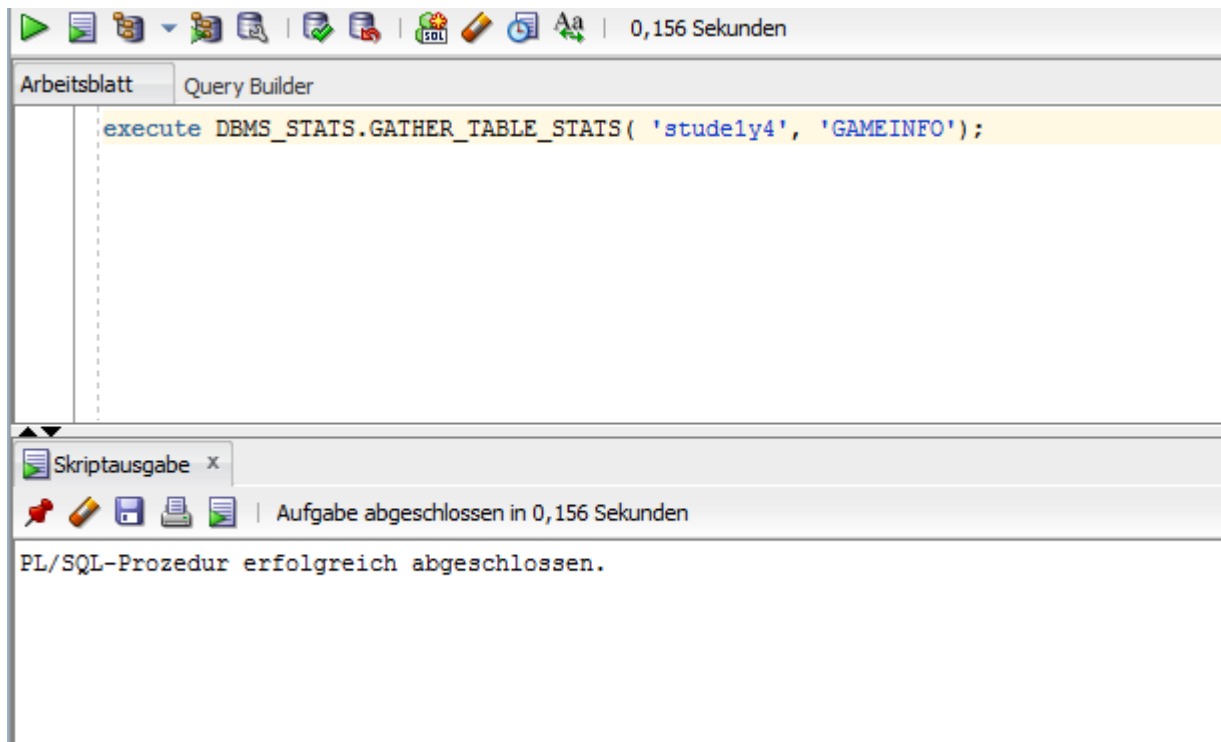 0,156 Sekunden
Arbeitsblatt Query Builder
execute DBMS_STATS.GATHER_TABLE_STATS( 'stude1y4', 'GAMEINFO');
Skriptausgabe x
Aufgabe abgeschlossen in 0,156 Sekunden
PL/SQL-Prozedur erfolgreich abgeschlossen.